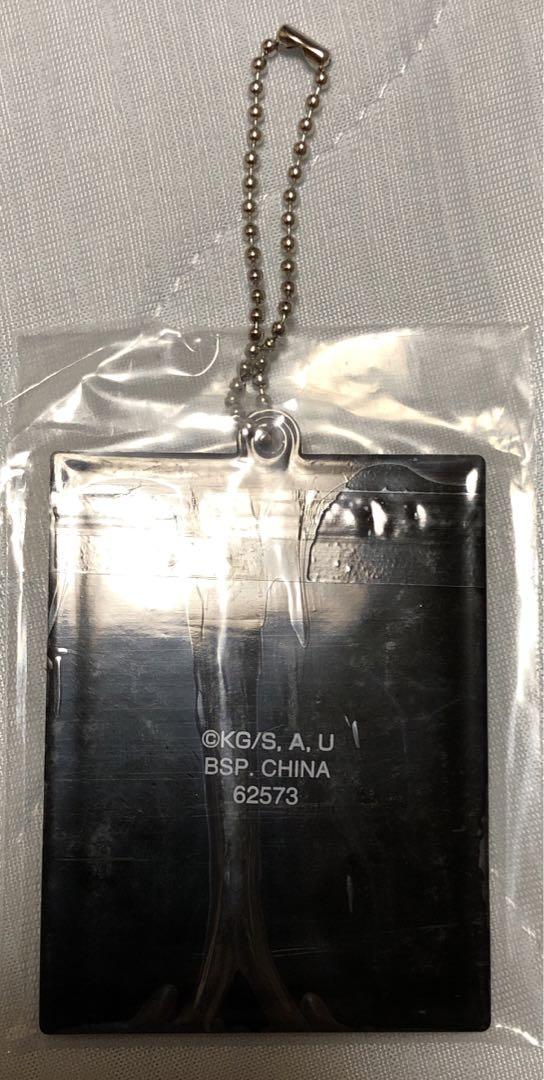 ©KG/S, A, U
BSP. CHINA
62573